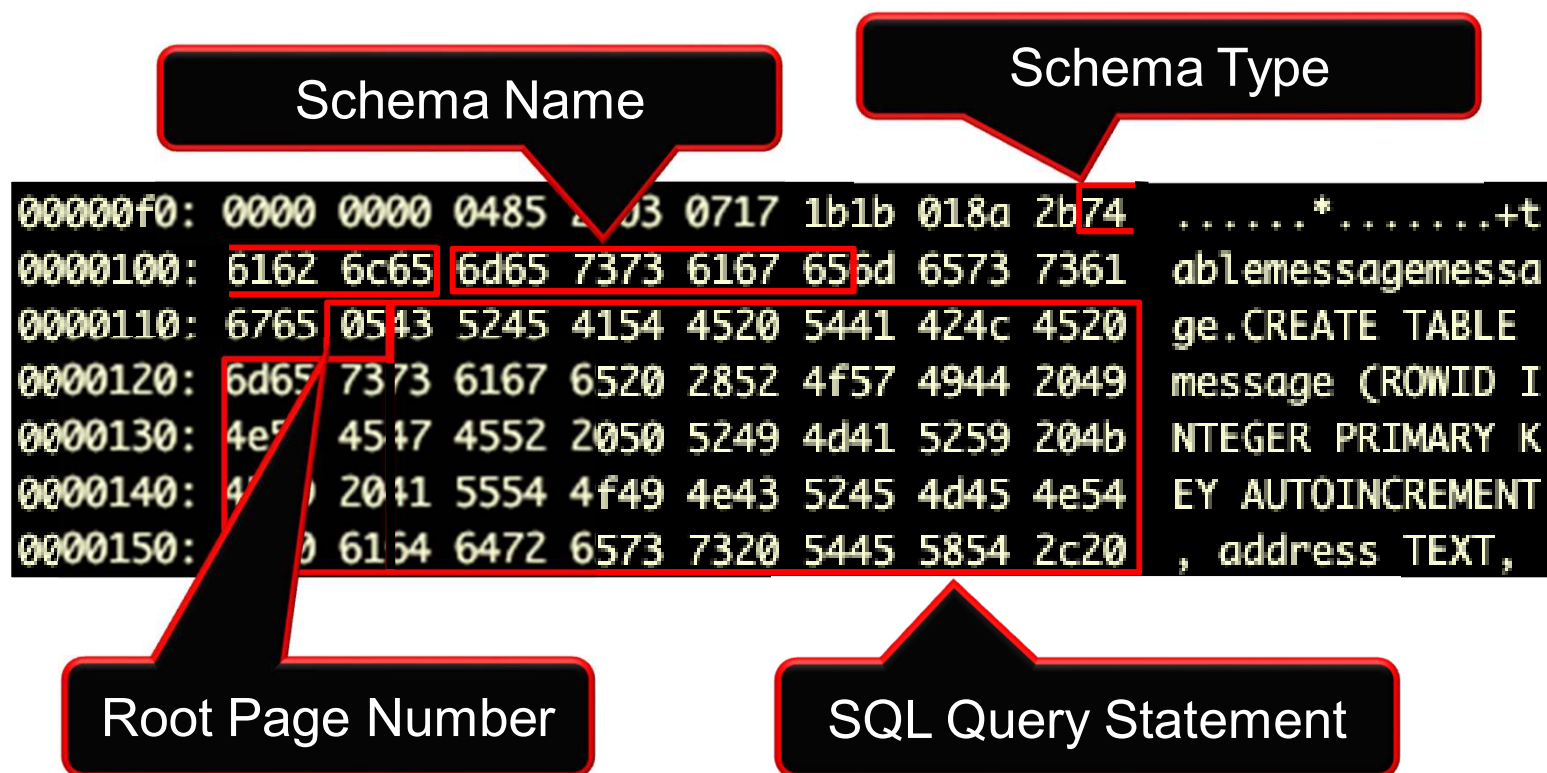 Schema Name
Schema Type
00000f0: 0000 0000 0485 03 0717 1b1b 018a 2b74 ......*.......+t
0000100: 6162 6c65 6d65 7373 6167 656d 6573 7361 ablemessagemessa
0000110: 6765 0543 5245 4154 4520 5441 424c 4520 ge.CREATE TABLE
0000120: 6d65 7373 6167 6520 2852 4f57 4944 2049 message (ROWID I
0000130: 4547 4552 2050 5249 4d41 5259 204b NTEGER PRIMARY K
0000140: 2041 5554 4f49 4e43 5245 4d45 4e54 EY AUTOINCREMENT
0000150: 6164 6472 6573 7320 5445 5854 2c20 , address TEXT,
Root Page Number
SQL Query Statement